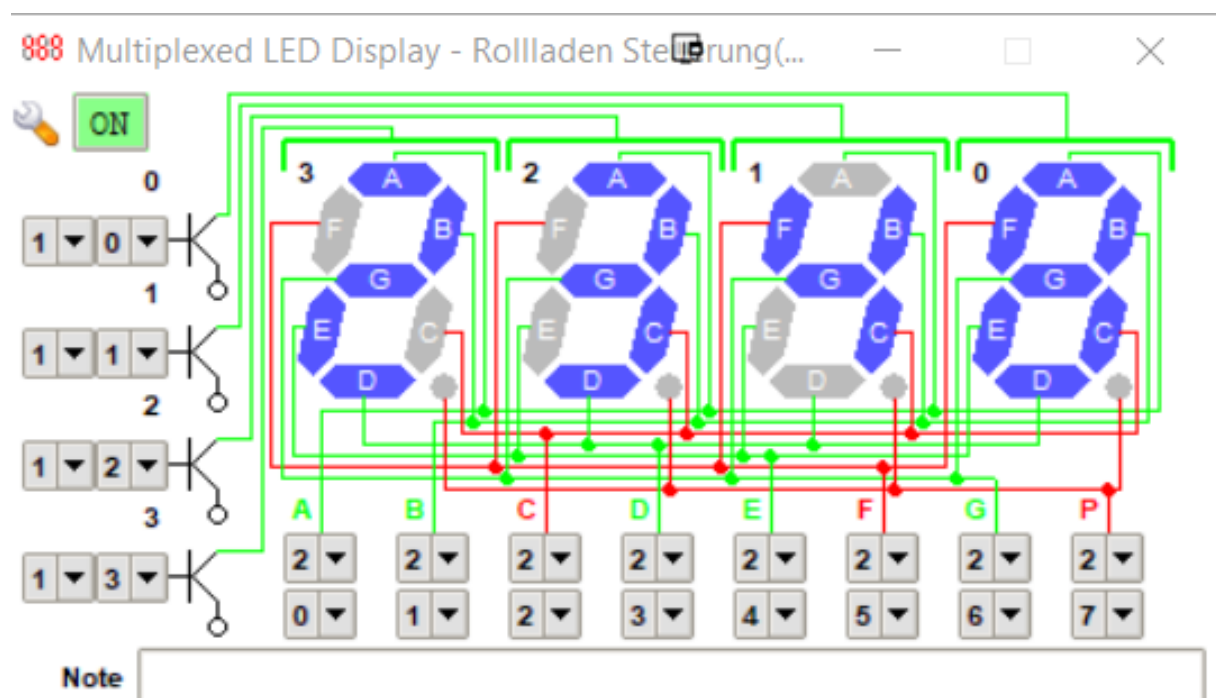 888 Multiplexed LED Display - Rollladen Ste rung(...
ON
3 2 1 0
0
1 0
1
1 1
2
1 2
3
1 3
A A A A
F B F B F B F B
G G G G
E C E C E C E C
D D D D
A B C D E F G P
2 2 2 2 2 2 2 2
0 1 2 3 4 5 6 7
Note